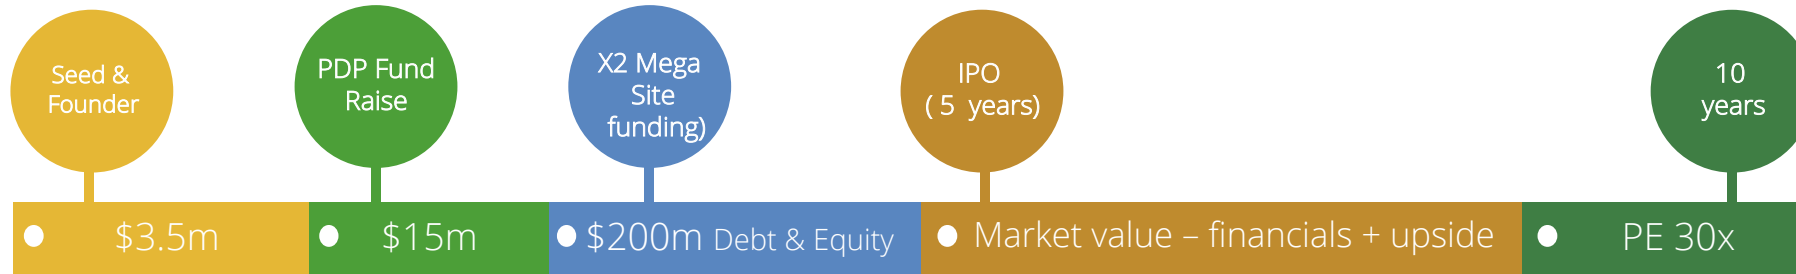 Seed &
Founder
PDP Fund
Raise
X2 Mega
Site
funding)
IPO
( 5 years)
10
years
$3.5m
$15m
$200m Debt & Equity
Market value – financials + upside
PE 30x